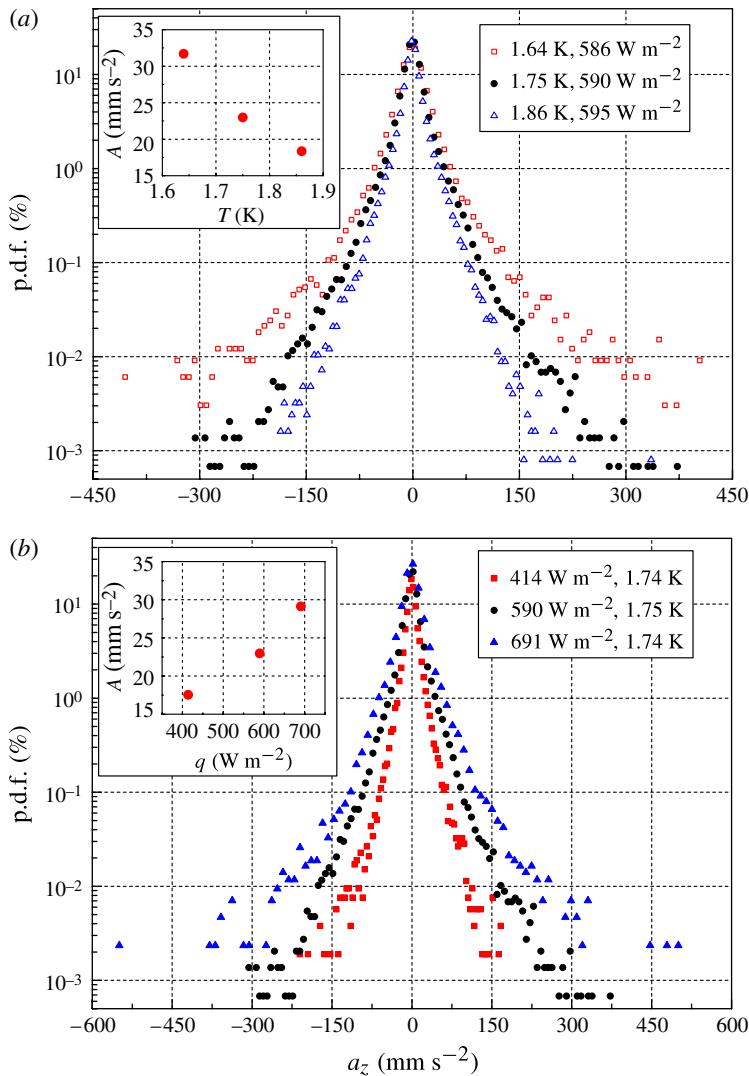 (a)
p.d.f. (%)
10¹
10⁰
10⁻¹
10⁻²
10⁻³
−450
−300
−150
0
150
300
450
A (mm s⁻²)
35
30
25
20
15
1.6
1.7
1.8
1.9
T (K)
1.64 K, 586 W m⁻²
1.75 K, 590 W m⁻²
1.86 K, 595 W m⁻²
(b)
p.d.f. (%)
10¹
10⁰
10⁻¹
10⁻²
10⁻³
−600
−450
−300
−150
0
150
300
450
600
a_z (mm s⁻²)
A (mm s⁻²)
35
30
25
20
15
400
500
600
700
q (W m⁻²)
414 W m⁻², 1.74 K
590 W m⁻², 1.75 K
691 W m⁻², 1.74 K